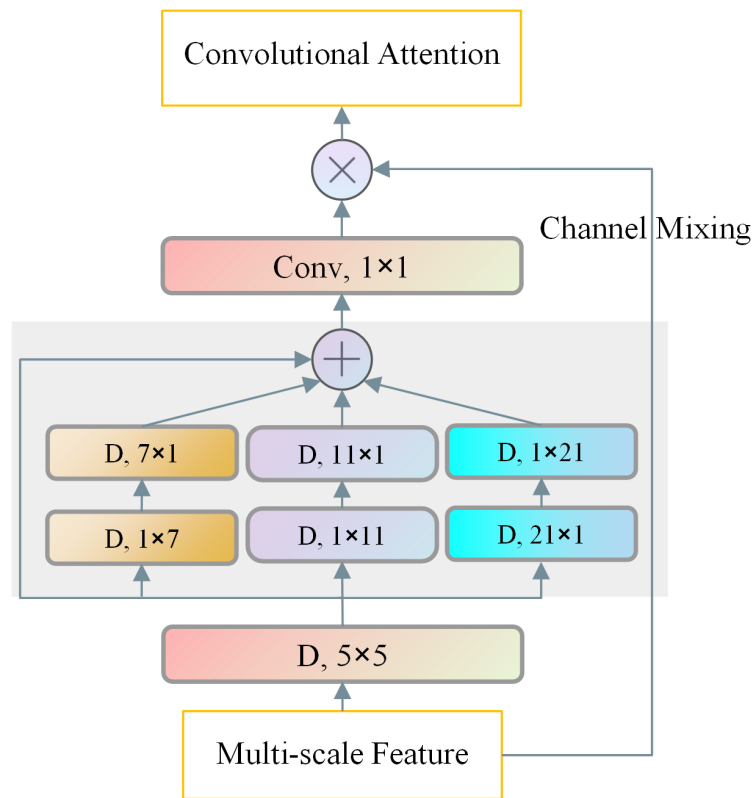 Convolutional Attention
×
Channel Mixing
Conv, 1×1
+
D, 7×1
D, 11×1
D, 1×21
D, 1×7
D, 1×11
D, 21×1
D, 5×5
Multi-scale Feature